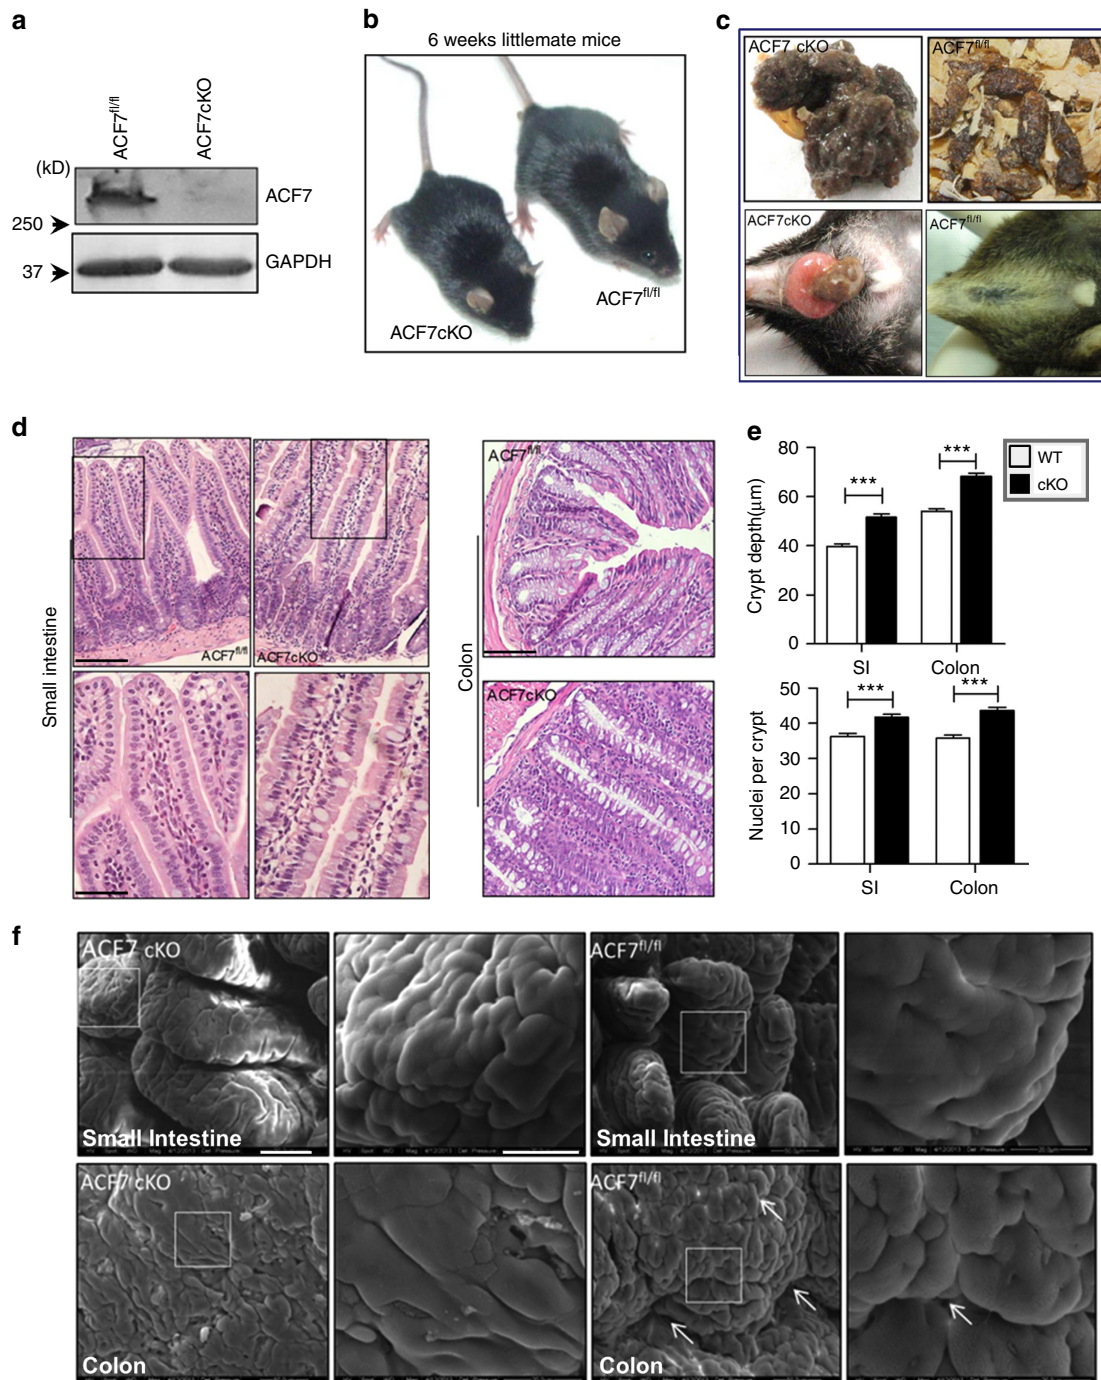 a
ACF7fl/fl
ACF7cKO
(kD)
ACF7
250
GAPDH
37
b
6 weeks littlemate mice
ACF7fl/fl
ACF7cKO
c
ACF7 cKO
ACF7fl/fl
ACF7cKO
ACF7fl/fl
d
Small intestine
ACF7fl/fl
ACF7cKO
Colon
ACF7fl/fl
ACF7cKO
e
WT
cKO
Crypt depth(μm)
80
60
40
20
0
***
***
SI
Colon
Nuclei per crypt
50
40
30
20
10
0
***
***
SI
Colon
f
ACF7 cKO
Small Intestine
ACF7fl/fl
Small Intestine
ACF7 cKO
Colon
ACF7fl/fl
Colon